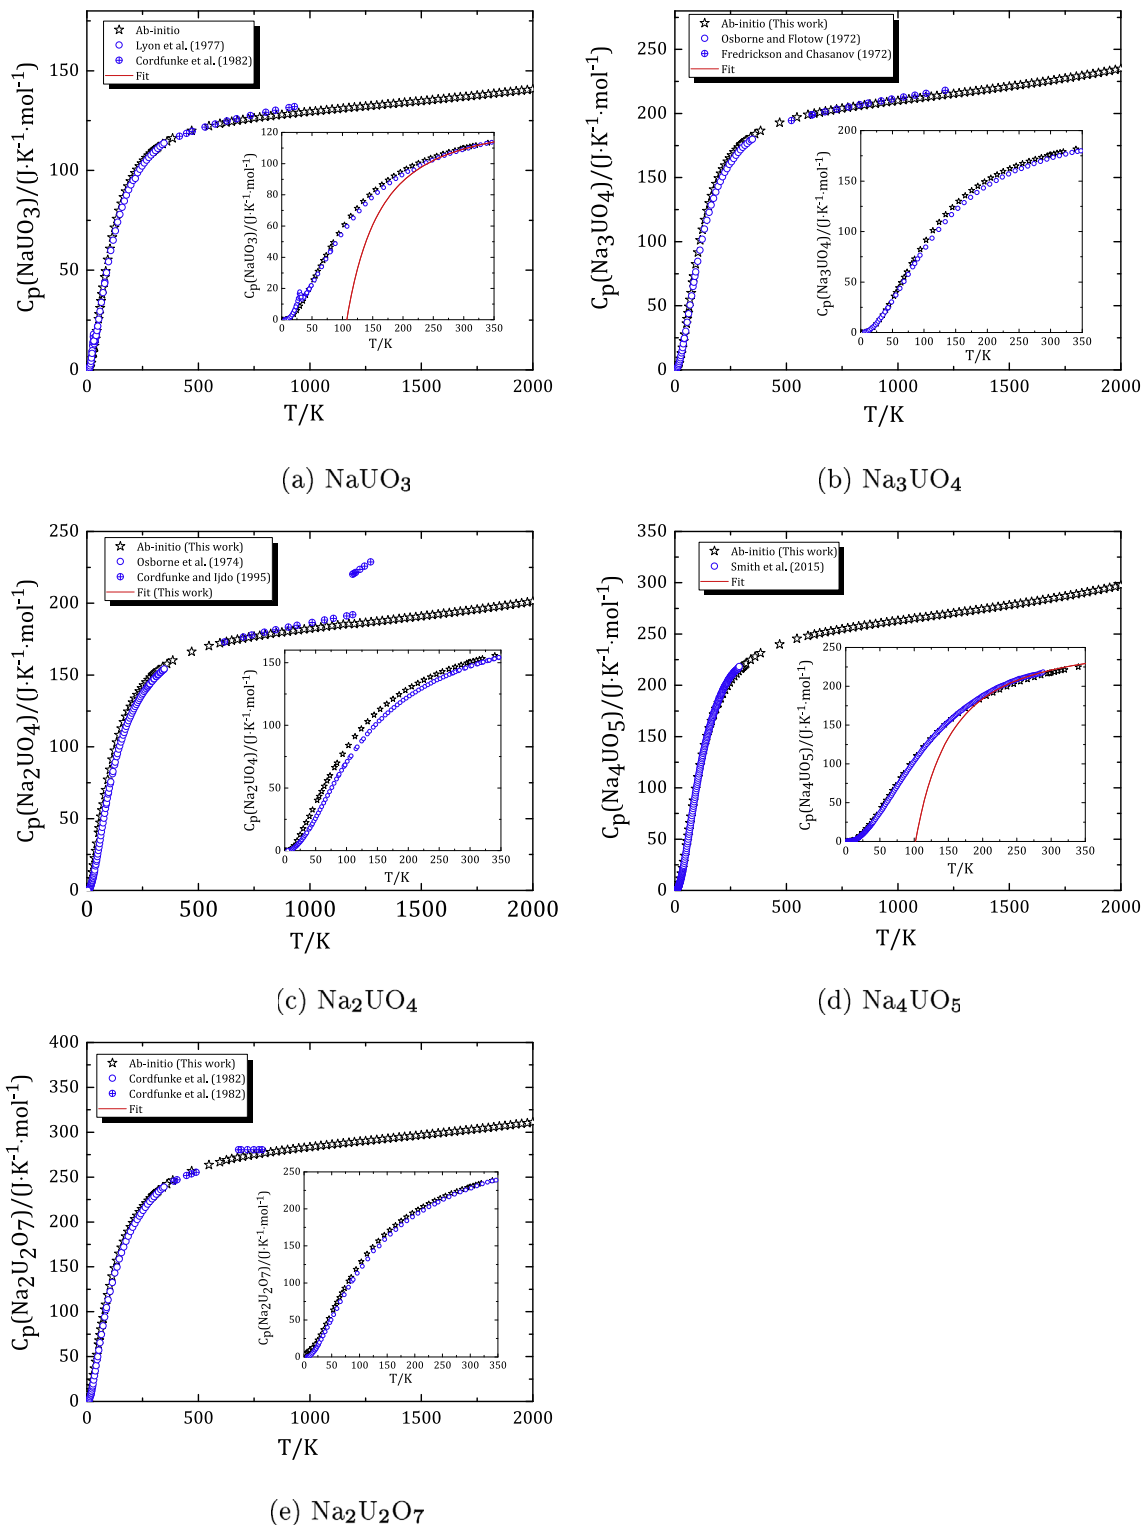 Ab-initio
Lyon et al. (1977)
Cordfunke et al. (1982)
Fit
Cp(NaUO3)/(J·K-1·mol-1)
150
100
50
0
0 500 1000 1500 2000
T/K
Cp(NaUO3)/(J·K-1·mol-1)
120
100
80
60
40
20
0
0 50 100 150 200 250 300 350
T/K
(a) NaUO3
Ab-initio (This work)
Osborne and Flotow (1972)
Fredrickson and Chasanov (1972)
Fit
Cp(Na3UO4)/(J·K-1·mol-1)
250
200
150
100
50
0
0 500 1000 1500 2000
T/K
Cp(Na3UO4)/(J·K-1·mol-1)
200
150
100
50
0
0 25 50 75 100 125 150 175 200 225 250 275 300 325 350
T/K
(b) Na3UO4
Ab-initio (This work)
Osborne et al. (1974)
Cordfunke and Ijdo (1995)
Fit (This work)
Cp(Na2UO4)/(J·K-1·mol-1)
250
200
150
100
50
0
0 500 1000 1500 2000
T/K
Cp(Na2UO4)/(J·K-1·mol-1)
150
100
50
0
0 50 100 150 200 250 300 350
T/K
(c) Na2UO4
Ab-initio (This work)
Smith et al. (2015)
Fit
Cp(Na4UO5)/(J·K-1·mol-1)
350
300
250
200
150
100
50
0
0 500 1000 1500 2000
T/K
Cp(Na4UO5)/(J·K-1·mol-1)
250
200
150
100
50
0
0 50 100 150 200 250 300 350
T/K
(d) Na4UO5
Ab-initio (This work)
Cordfunke et al. (1982)
Cordfunke et al. (1982)
Fit
Cp(Na2U2O7)/(J·K-1·mol-1)
400
350
300
250
200
150
100
50
0
0 500 1000 1500 2000
T/K
Cp(Na2U2O7)/(J·K-1·mol-1)
250
200
150
100
50
0
0 50 100 150 200 250 300 350
T/K
(e) Na2U2O7